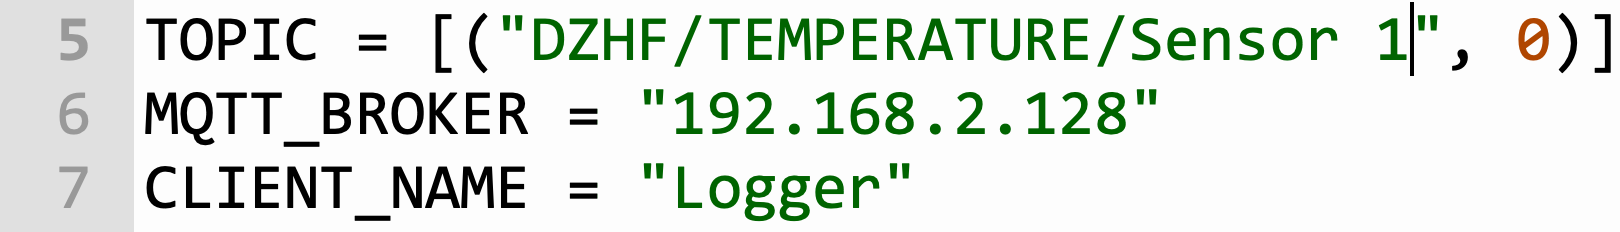 5 TOPIC = [("DZHF/TEMPERATURE/Sensor 1", 0)]
6 MQTT_BROKER = "192.168.2.128"
7 CLIENT_NAME = "Logger"